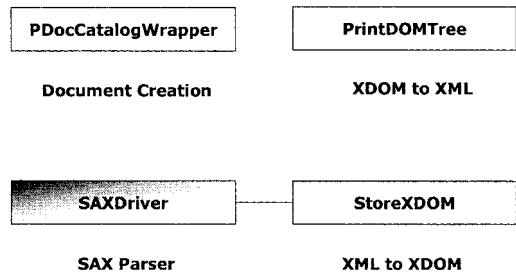 PDocCatalogWrapper
PrintDOMTree
Document Creation
XDOM to XML
SAXDriver
StoreXDOM
SAX Parser
XML to XDOM